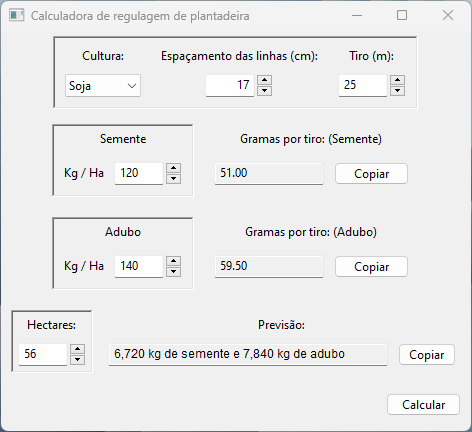 Calculadora de regulagem de plantadeira
Cultura: Espaçamento das linhas (cm): Tiro (m):
Soja 17 25
Semente Gramas por tiro: (Semente)
Kg / Ha 120 51.00 Copiar
Adubo Gramas por tiro: (Adubo)
Kg / Ha 140 59.50 Copiar
Hectares: Previsão:
56 6,720 kg de semente e 7,840 kg de adubo Copiar
Calcular